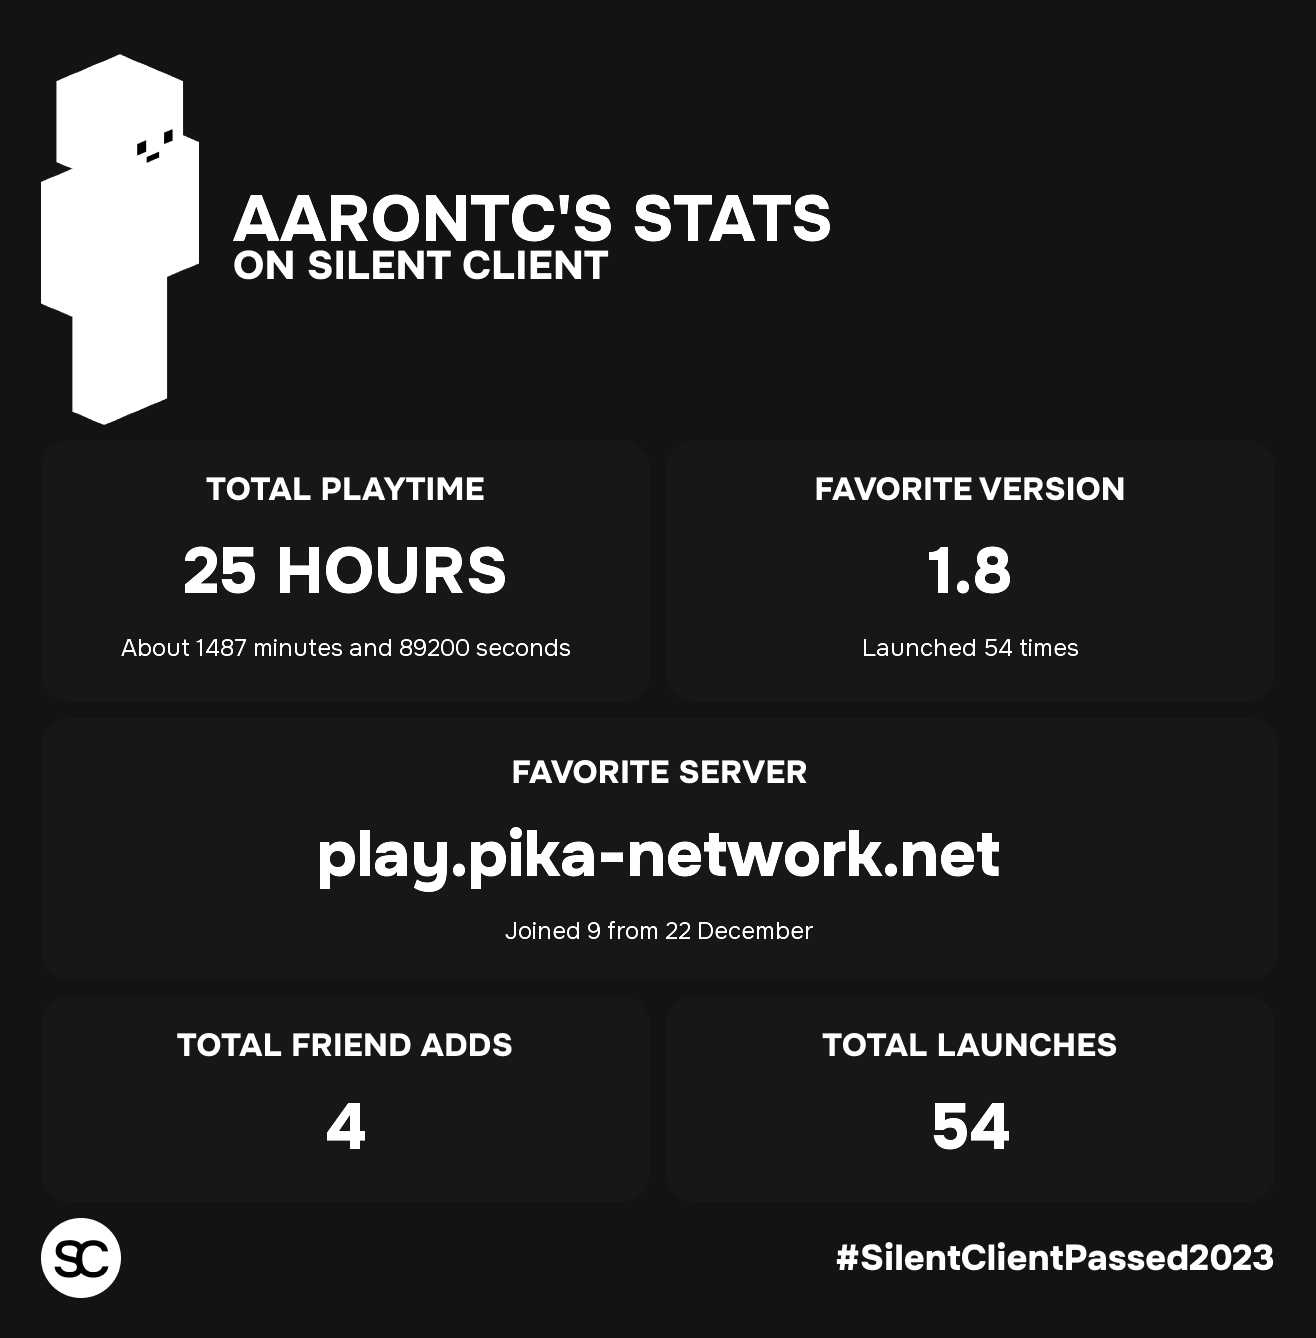 AARONTC'S STATS
ON SILENT CLIENT
TOTAL PLAYTIME
25 HOURS
About 1487 minutes and 89200 seconds
FAVORITE VERSION
1.8
Launched 54 times
FAVORITE SERVER
play.pika-network.net
Joined 9 from 22 December
TOTAL FRIEND ADDS
4
TOTAL LAUNCHES
54
SC
#SilentClientPassed2023